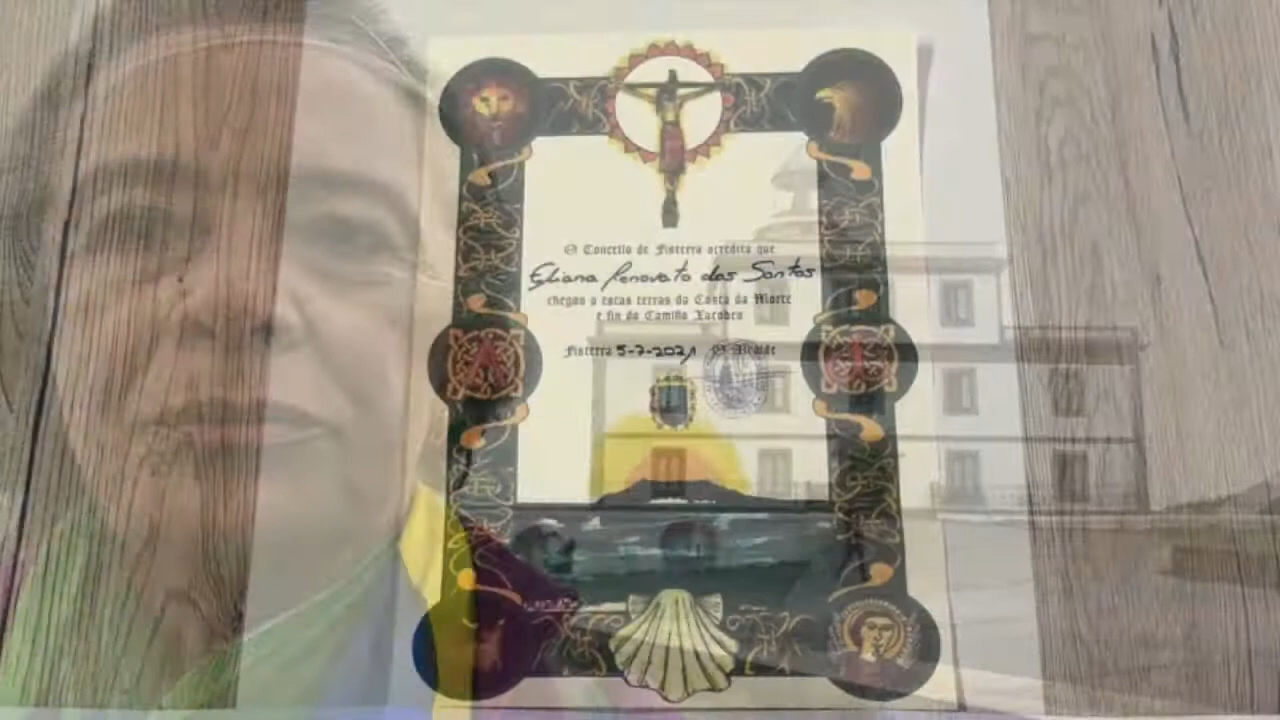 O Concello de Fisterra acredita que
Eliana Renovato dos Santos
chegou a estas terras da Costa da Morte
e fin do Camiño Xacobeo
Fisterra 5-7-2021 O Alcalde